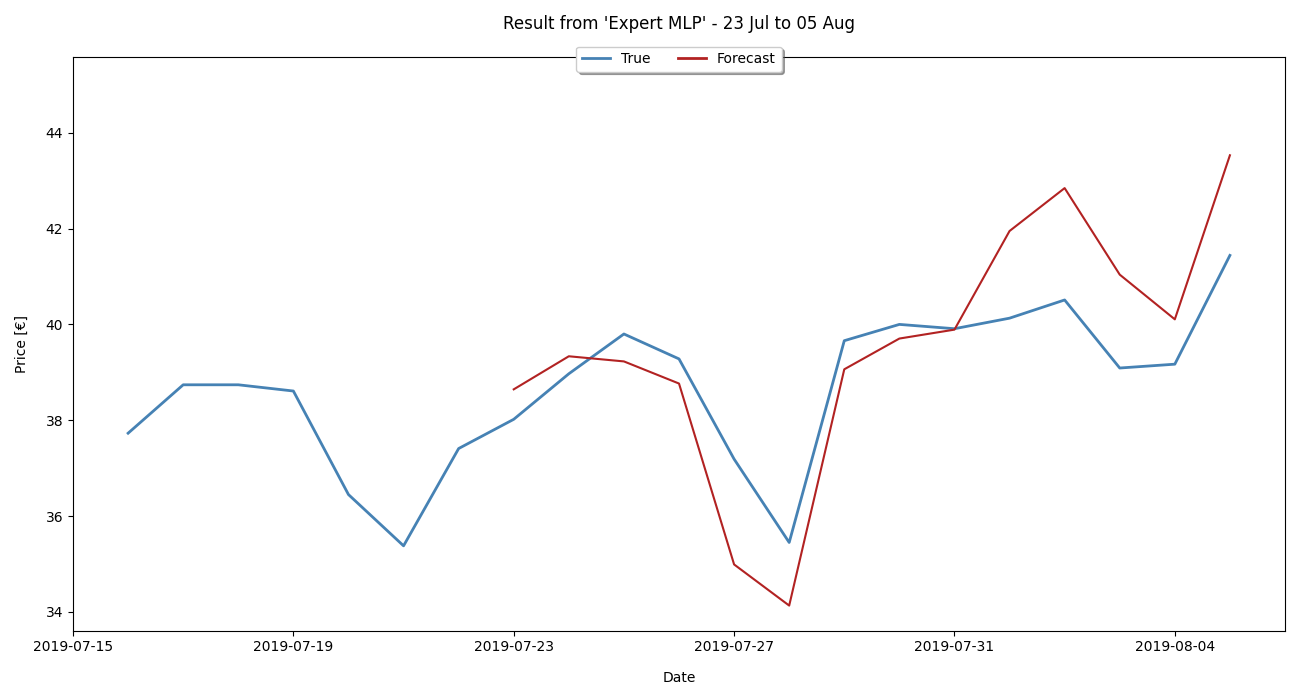 Result from 'Expert MLP' - 23 Jul to 05 Aug
True Forecast
44
42
40
38
36
34
Price [€]
2019-07-15 2019-07-19 2019-07-23 2019-07-27 2019-07-31 2019-08-04
Date